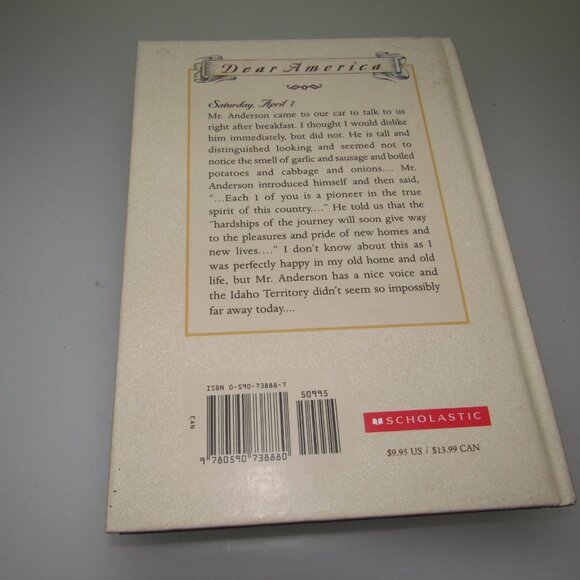 Dear America
Saturday, April 7
Mr. Anderson came to our car to talk to us
right after breakfast. I thought I would dislike
him immediately, but did not. He is tall and
distinguished looking and seemed not to
notice the smell of garlic and sausage and boiled
potatoes and cabbage and onions.... Mr.
Anderson introduced himself and then said,
"...Each 1 of you is a pioneer in the true
spirit of this country...." He told us that the
"hardships of the journey will soon give way
to the pleasures and pride of new homes and
new lives...." I don't know about this as I
was perfectly happy in my old home and old
life, but Mr. Anderson has a nice voice and
the Idaho Territory didn't seem so impossibly
far away today....
ISBN 0-590-73888-7
50995
EAN
9 780590 738880
SCHOLASTIC
$9.95 US / $13.99 CAN